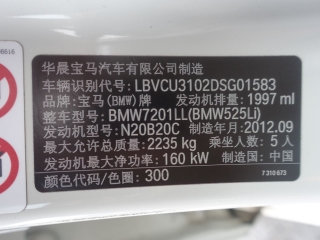 华晨宝马汽车有限公司制造
车辆识别代号:LBVCU3102DSG01583
品牌:宝马(BMW)牌 发动机排量:1997 ml
整车型号:BMW7201LL(BMW525Li)
发动机型号:N20B20C 制造年月:2012.09
最大允许总质量:2235 kg 乘坐人数:5人
发动机最大净功率:160 kW 制造国:中国
颜色代码/色圈:300
7 310 673